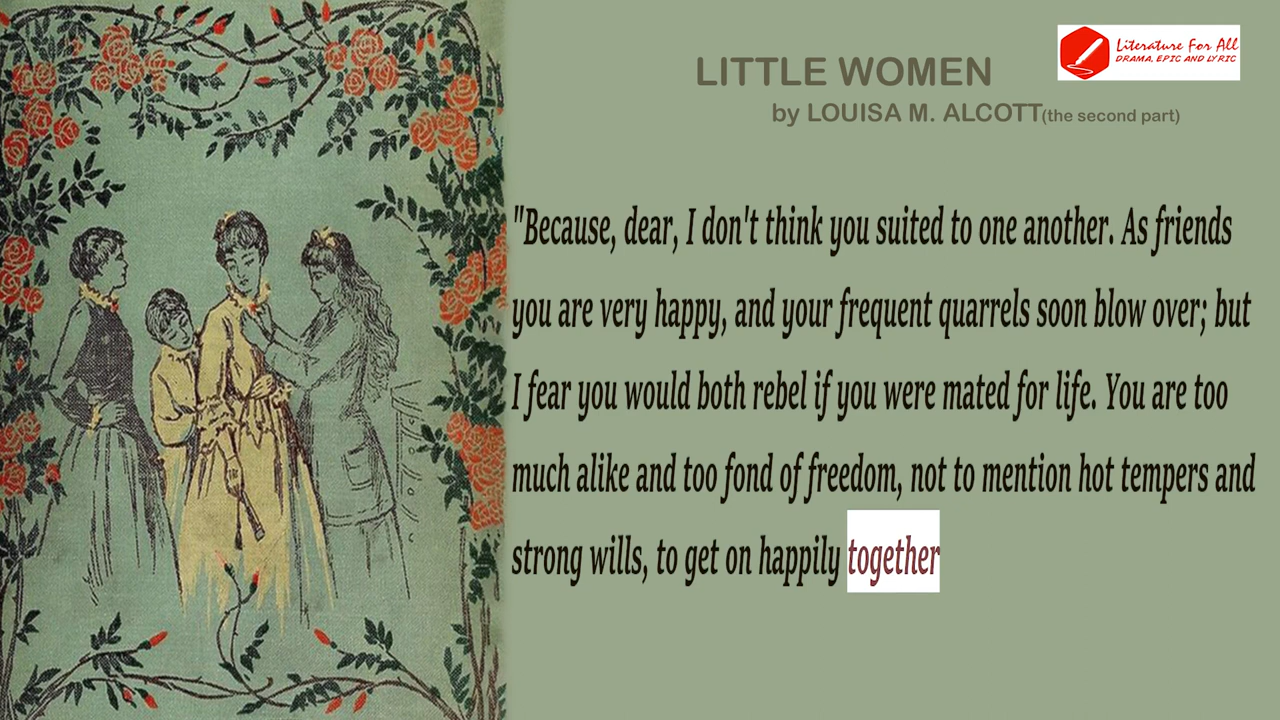 LITTLE WOMEN
by LOUISA M. ALCOTT(the second part)
Literature For All
DRAMA, EPIC AND LYRIC
"Because, dear, I don't think you suited to one another. As friends
you are very happy, and your frequent quarrels soon blow over; but
I fear you would both rebel if you were mated for life. You are too
much alike and too fond of freedom, not to mention hot tempers and
strong wills, to get on happily together